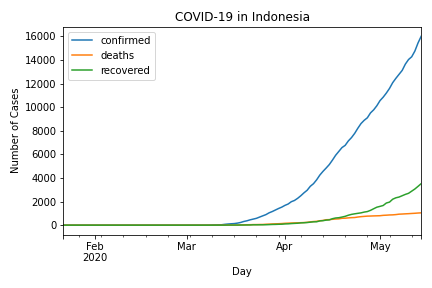 COVID-19 in Indonesia
confirmed
deaths
recovered
Number of Cases
16000
14000
12000
10000
8000
6000
4000
2000
0
Feb
2020
Mar
Apr
May
Day